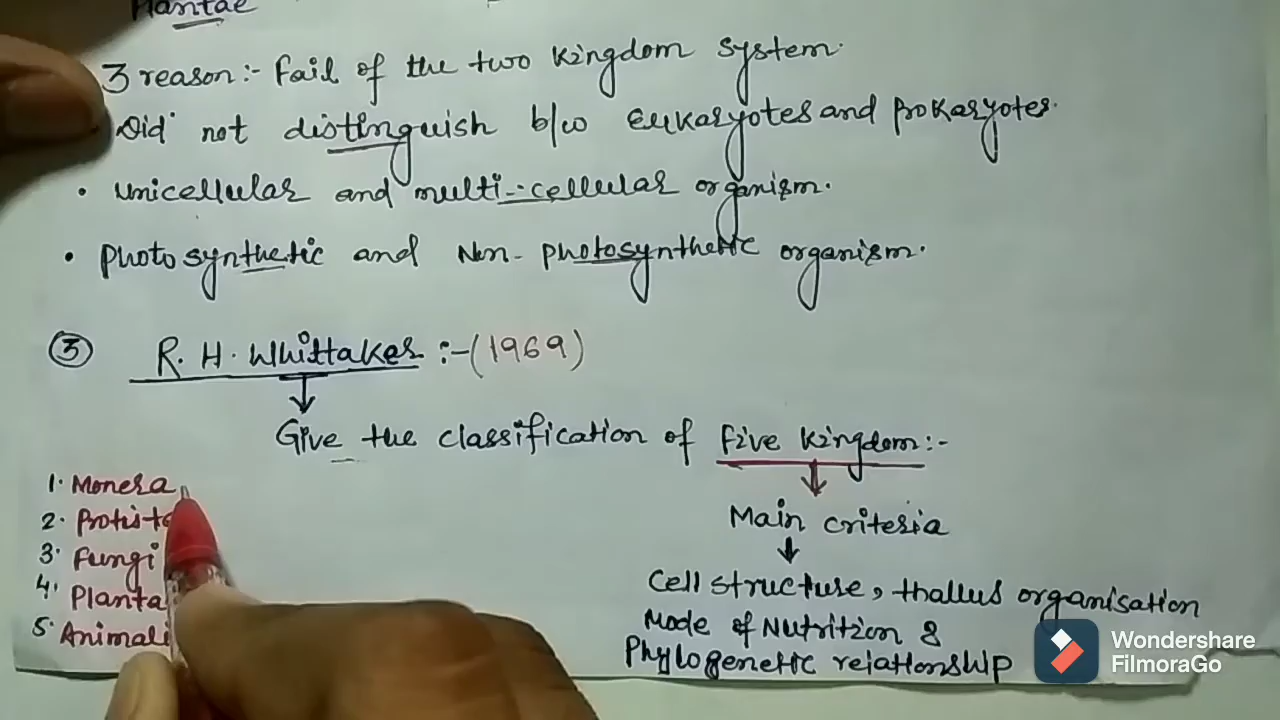 Plantae
3 reason:- Fail of the two Kingdom system.
Did not distinguish b/w Eukaryotes and Prokaryotes.
• Unicellular and multi-cellular organism.
• Photosynthetic and Non-photosynthetic organism.
③ R. H. Whittaker :- (1969)
Give the classification of five kingdom:-
1. Monera
2. Protista
3. Fungi
4. Planta
5. Animali
Main criteria
Cell structure, thallus organisation
Mode of Nutrition &
Phylogenetic relationship
Wondershare
FilmoraGo